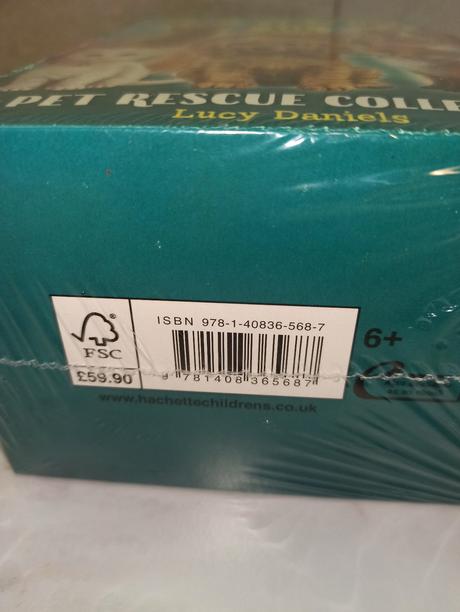 PET RESCUE COLLE
Lucy Daniels
ISBN 978-1-40836-568-7
FSC®
£59.90
9 781408 365687
6+
www.hachettechildrens.co.uk